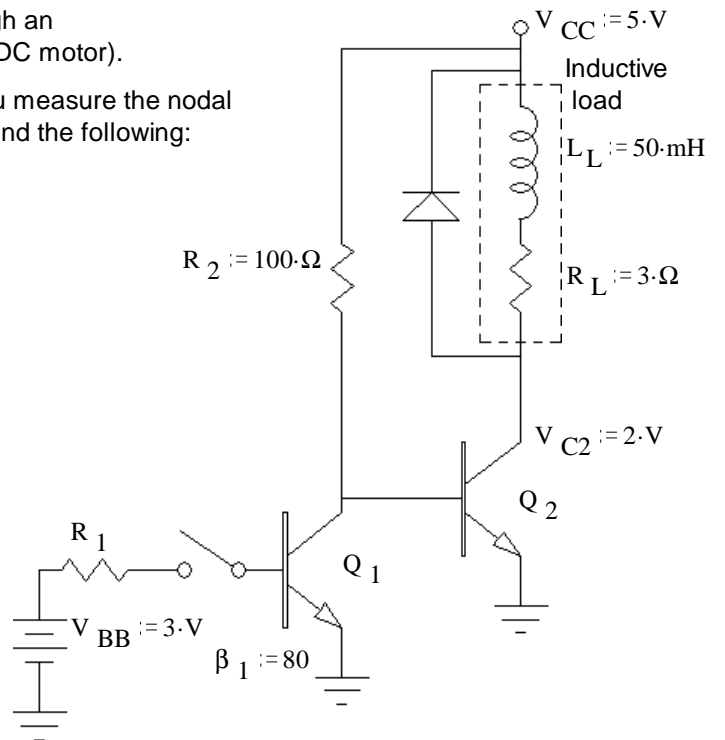 gh an
DC motor).
u measure the nodal
nd the following:
V CC := 5·V
Inductive
load
L L := 50·mH
R 2 := 100·Ω
R L := 3·Ω
V C2 := 2·V
Q 2
R 1
Q 1
V BB := 3·V
β 1 := 80